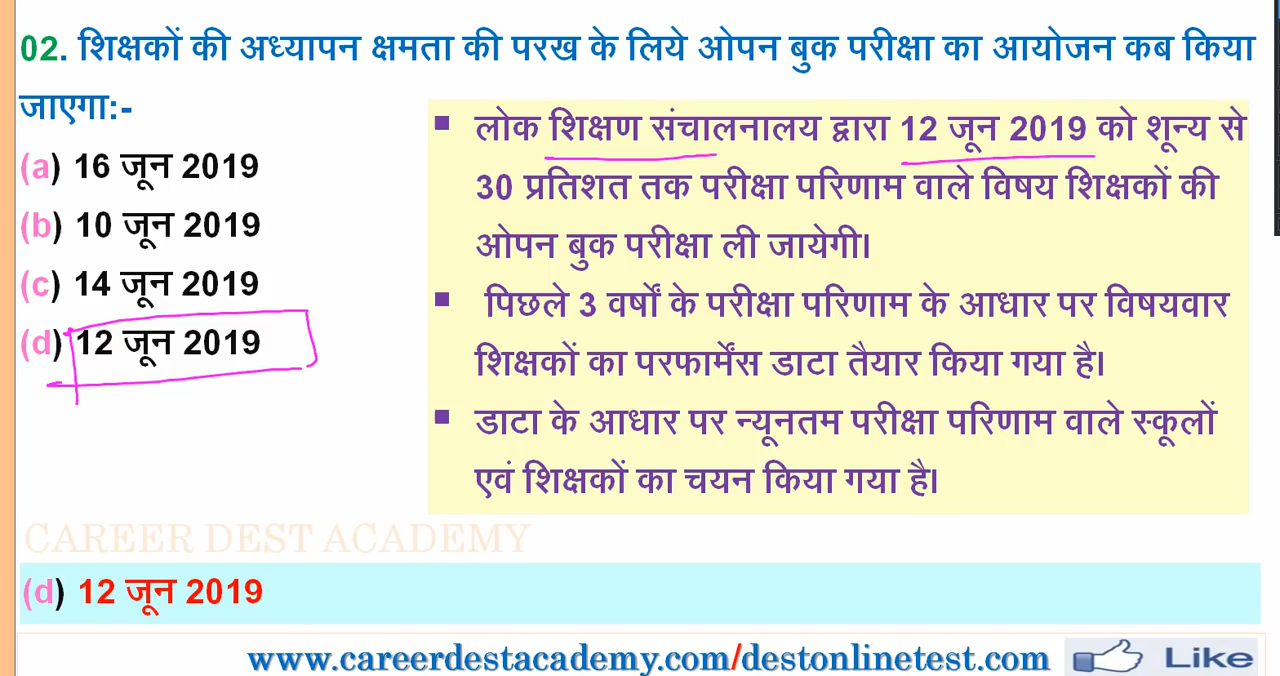 02. शिक्षकों की अध्यापन क्षमता की परख के लिये ओपन बुक परीक्षा का आयोजन कब किया
जाएगा:-
(a) 16 जून 2019
(b) 10 जून 2019
(c) 14 जून 2019
(d) 12 जून 2019
▪ लोक शिक्षण संचालनालय द्वारा 12 जून 2019 को शून्य से
30 प्रतिशत तक परीक्षा परिणाम वाले विषय शिक्षकों की
ओपन बुक परीक्षा ली जायेगी।
▪ पिछले 3 वर्षों के परीक्षा परिणाम के आधार पर विषयवार
शिक्षकों का परफार्मेंस डाटा तैयार किया गया है।
▪ डाटा के आधार पर न्यूनतम परीक्षा परिणाम वाले स्कूलों
एवं शिक्षकों का चयन किया गया है।
CAREER DEST ACADEMY
(d) 12 जून 2019
www.careerdestacademy.com/destonlinetest.com
Like